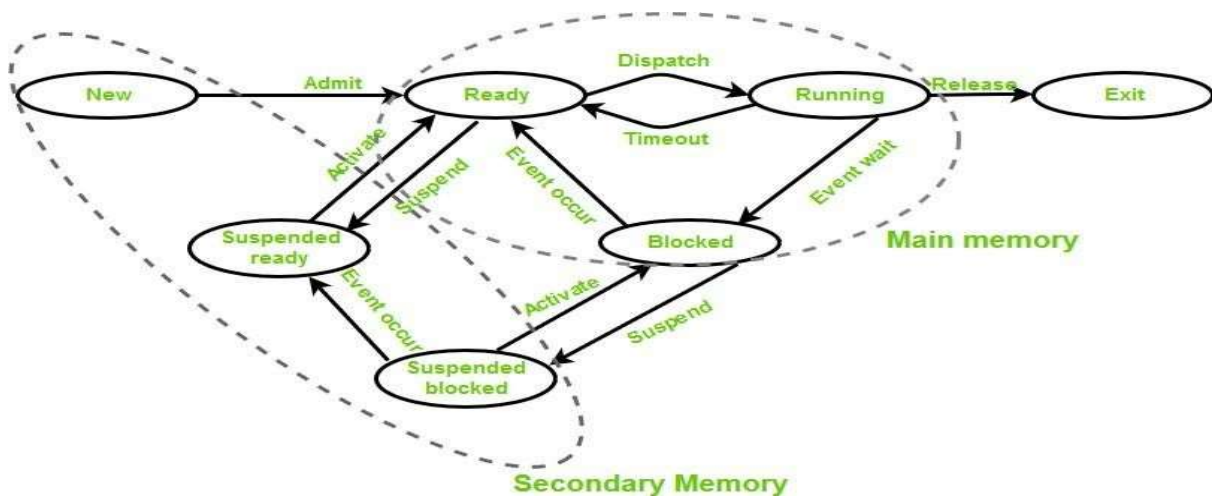 Dispatch
New
Admit
Ready
Running
Release
Exit
Timeout
Activate
Suspend
Event occur
Event wait
Suspended
ready
Blocked
Main memory
Event occur
Activate
Suspend
Suspended
blocked
Secondary Memory